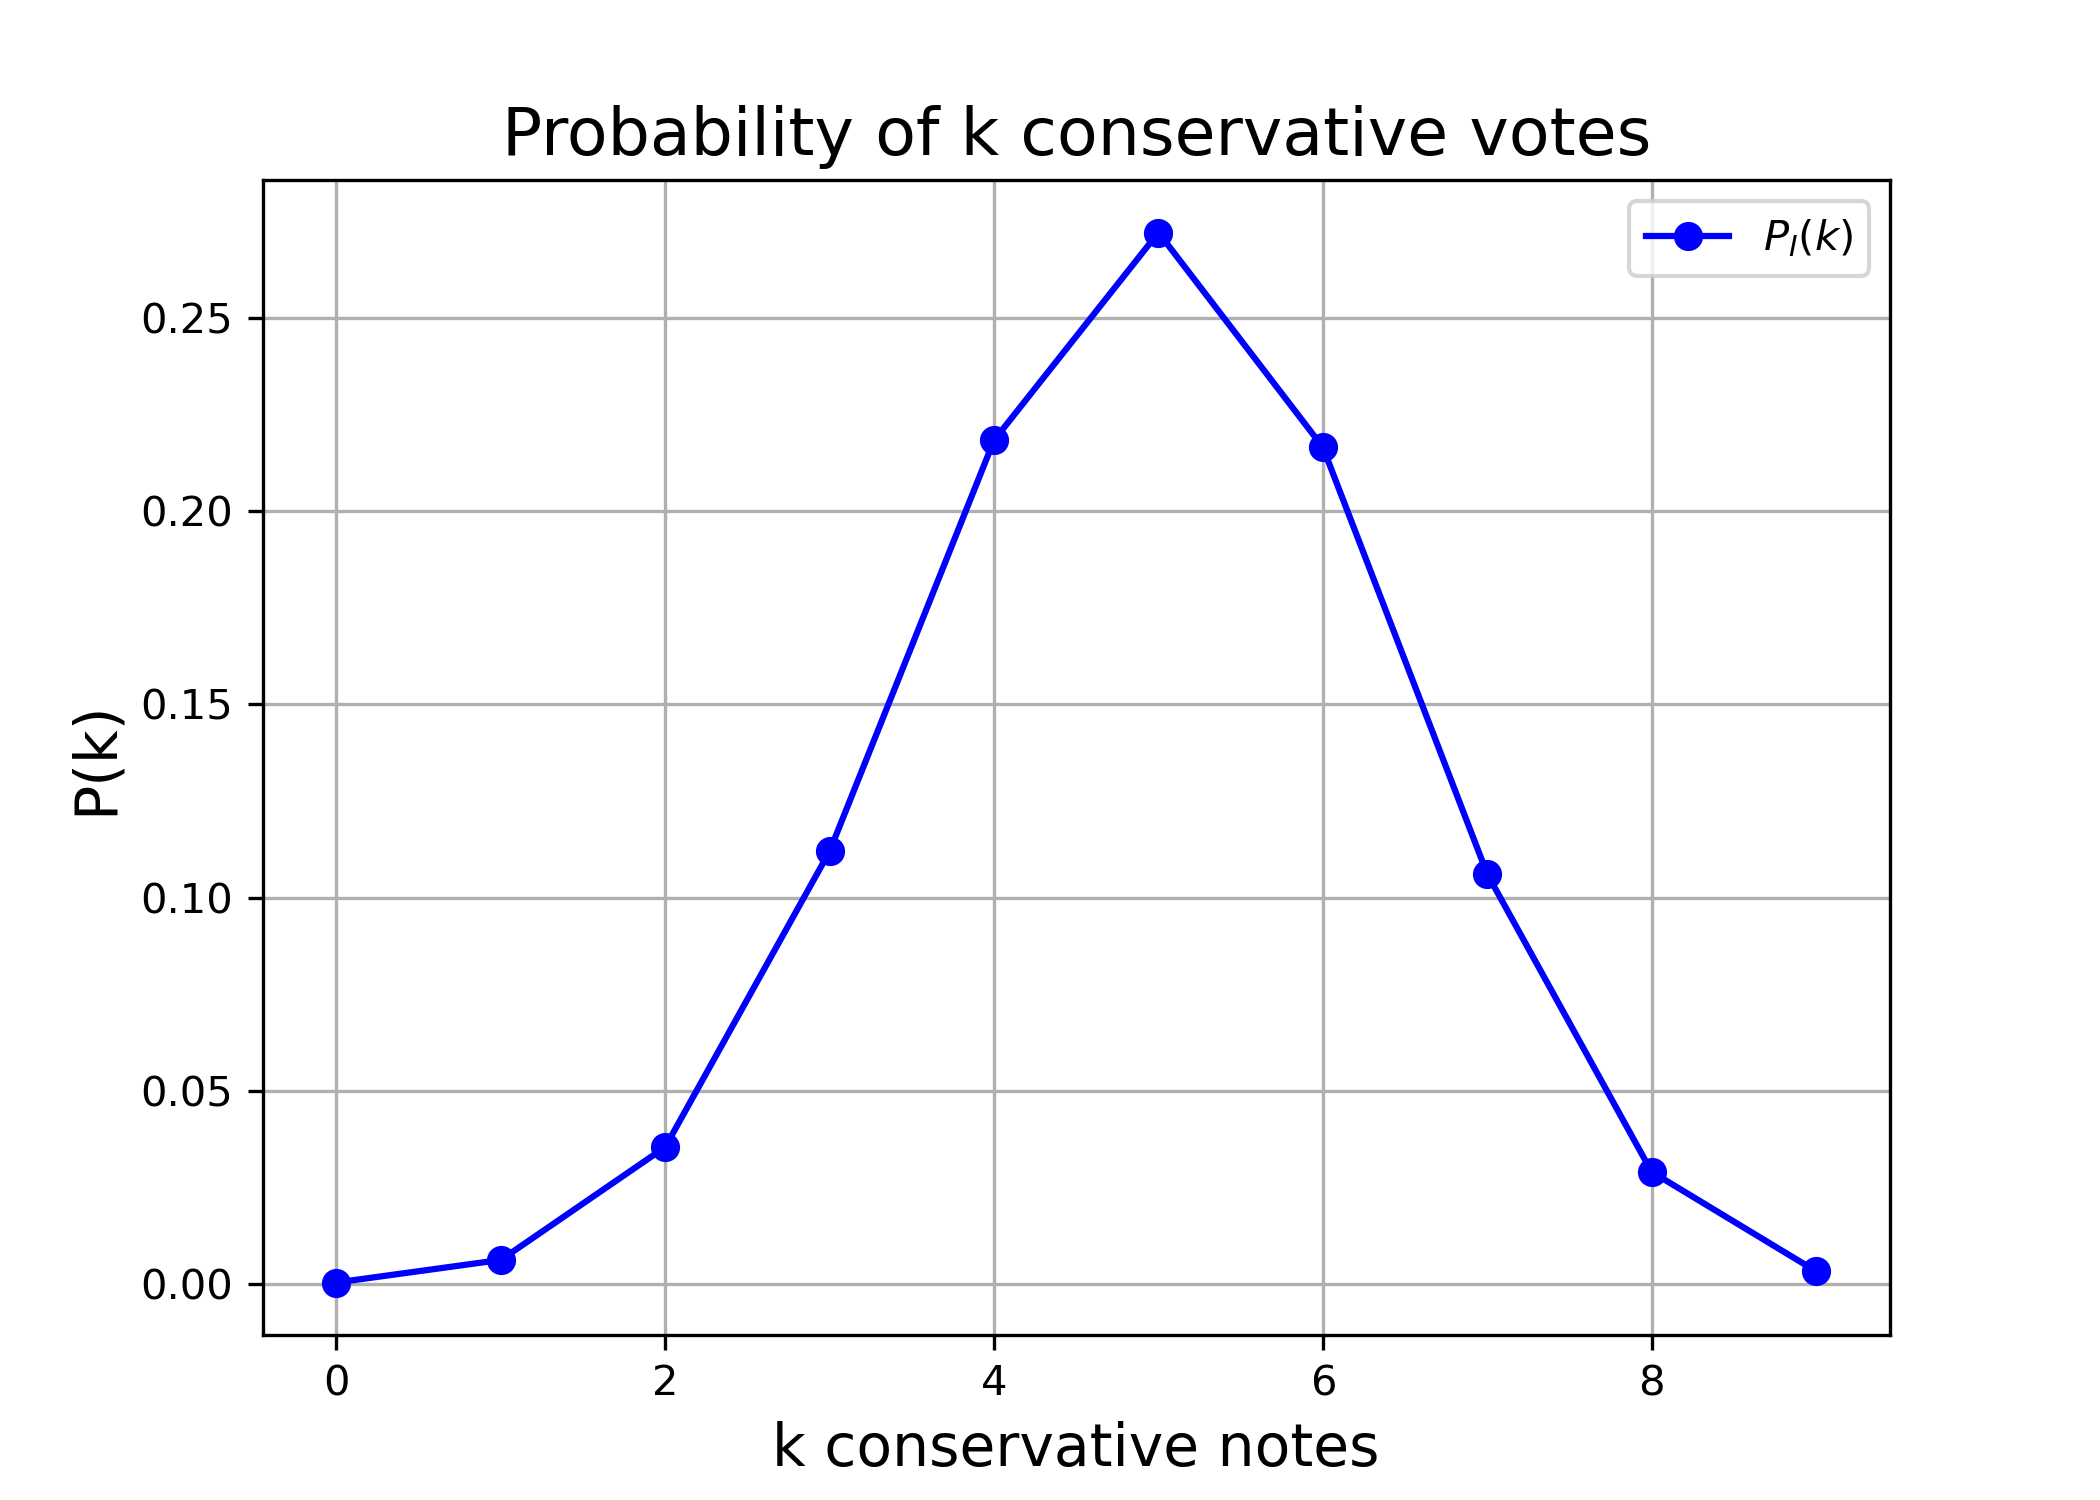 Probability of k conservative votes
P_I(k)
0.25
0.20
0.15
0.10
0.05
0.00
P(k)
0 2 4 6 8
k conservative notes